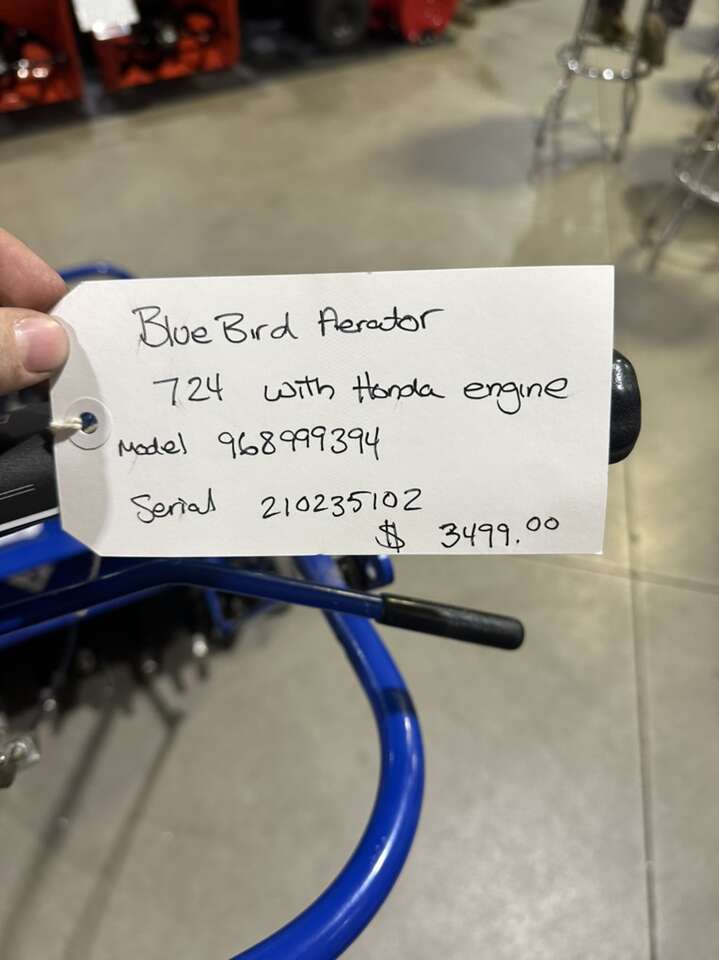 Blue Bird Aerator
724 with Honda engine
Model 968999394
Serial 210235102
$ 3499.00